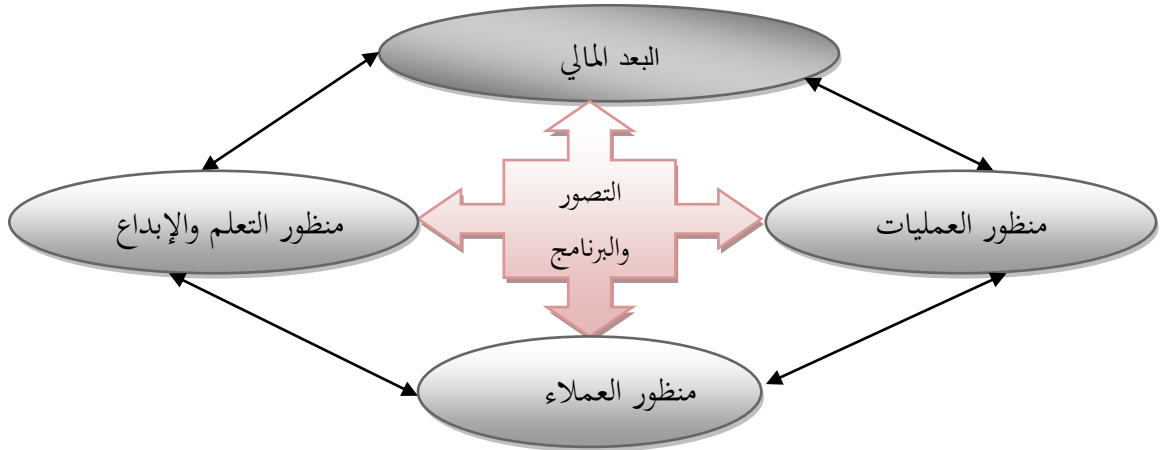 البعد المالي
التصور
والبرنامج
منظور العمليات
منظور التعلم والإبداع
منظور العملاء